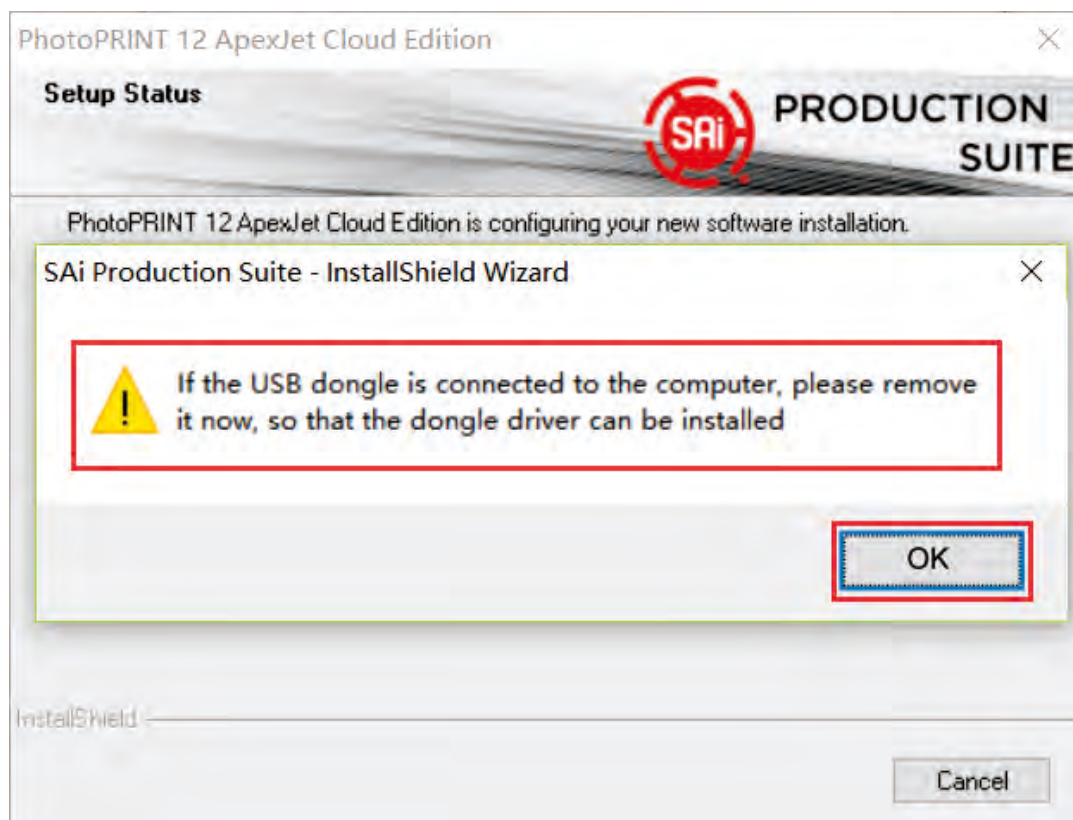 PhotoPRINT 12 ApexJet Cloud Edition
Setup Status
SAi
PRODUCTION
SUITE
PhotoPRINT 12 ApexJet Cloud Edition is configuring your new software installation.
SAi Production Suite - InstallShield Wizard
If the USB dongle is connected to the computer, please remove
it now, so that the dongle driver can be installed
OK
InstallShield
Cancel